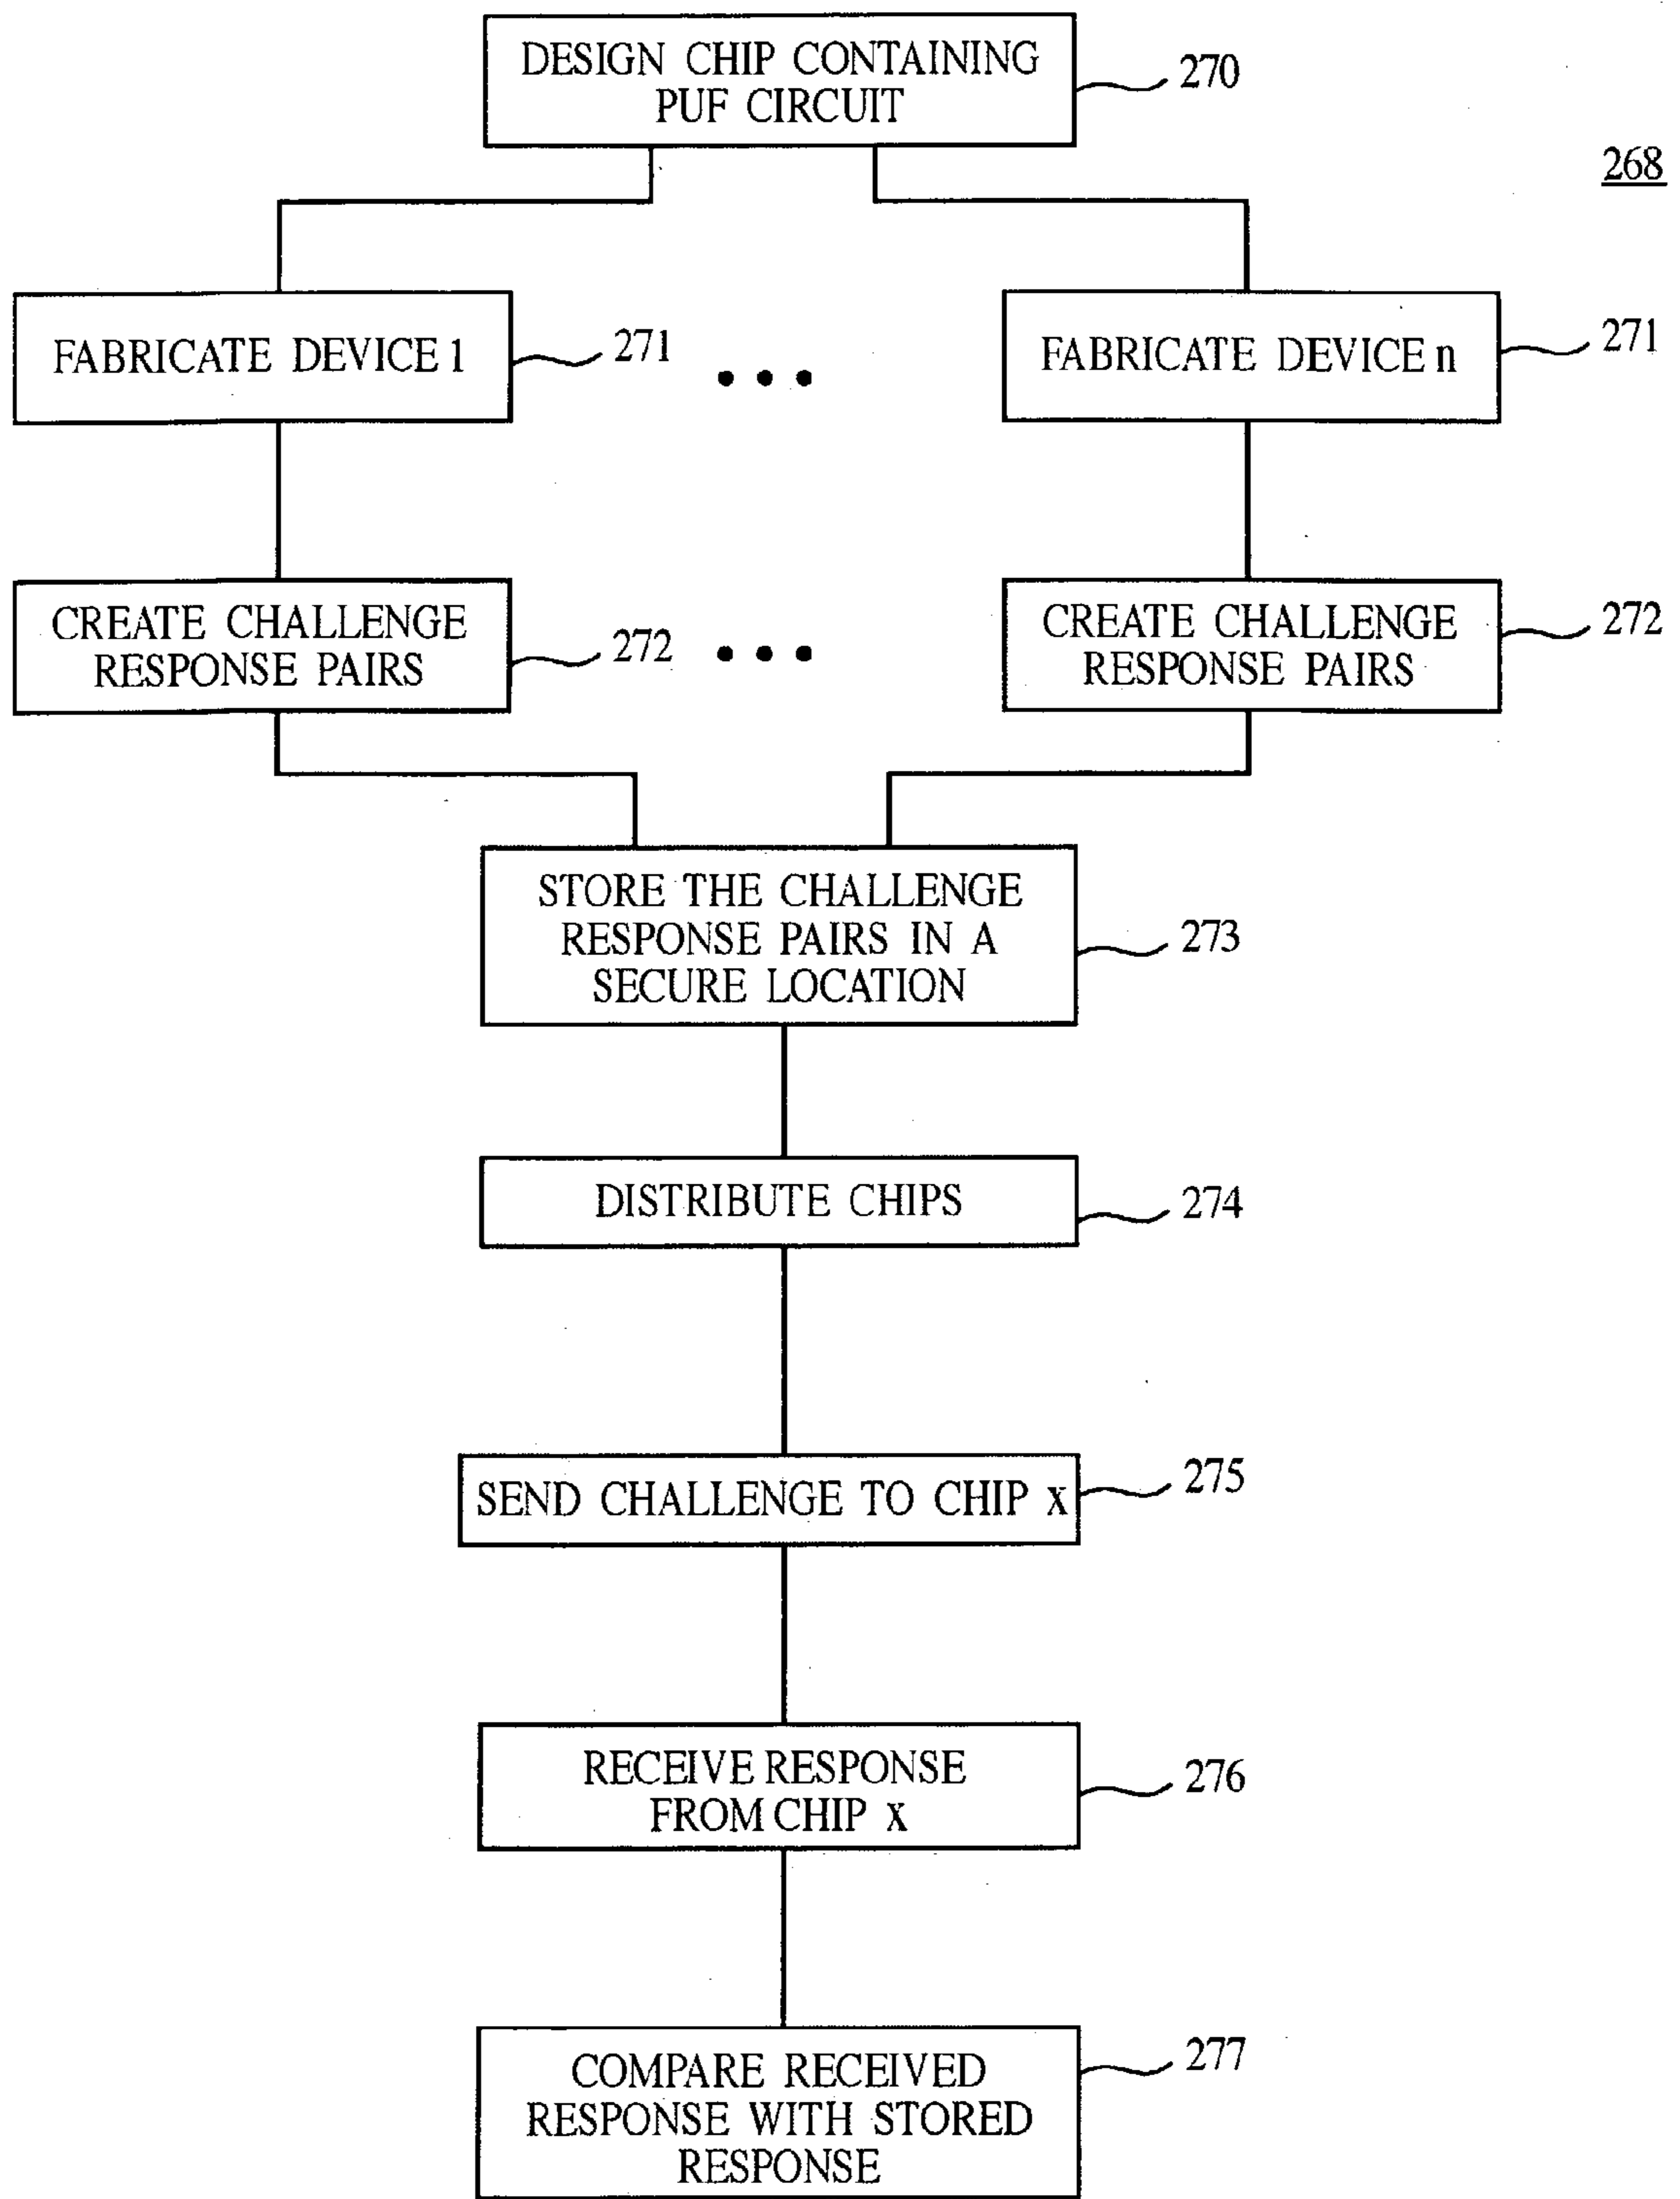 DESIGN CHIP CONTAINING
PUF CIRCUIT
270
268
FABRICATE DEVICE 1
271
FABRICATE DEVICE n
271
CREATE CHALLENGE
RESPONSE PAIRS
272
CREATE CHALLENGE
RESPONSE PAIRS
272
STORE THE CHALLENGE
RESPONSE PAIRS IN A
SECURE LOCATION
273
DISTRIBUTE CHIPS
274
SEND CHALLENGE TO CHIP X
275
RECEIVE RESPONSE
FROM CHIP X
276
COMPARE RECEIVED
RESPONSE WITH STORED
RESPONSE
277